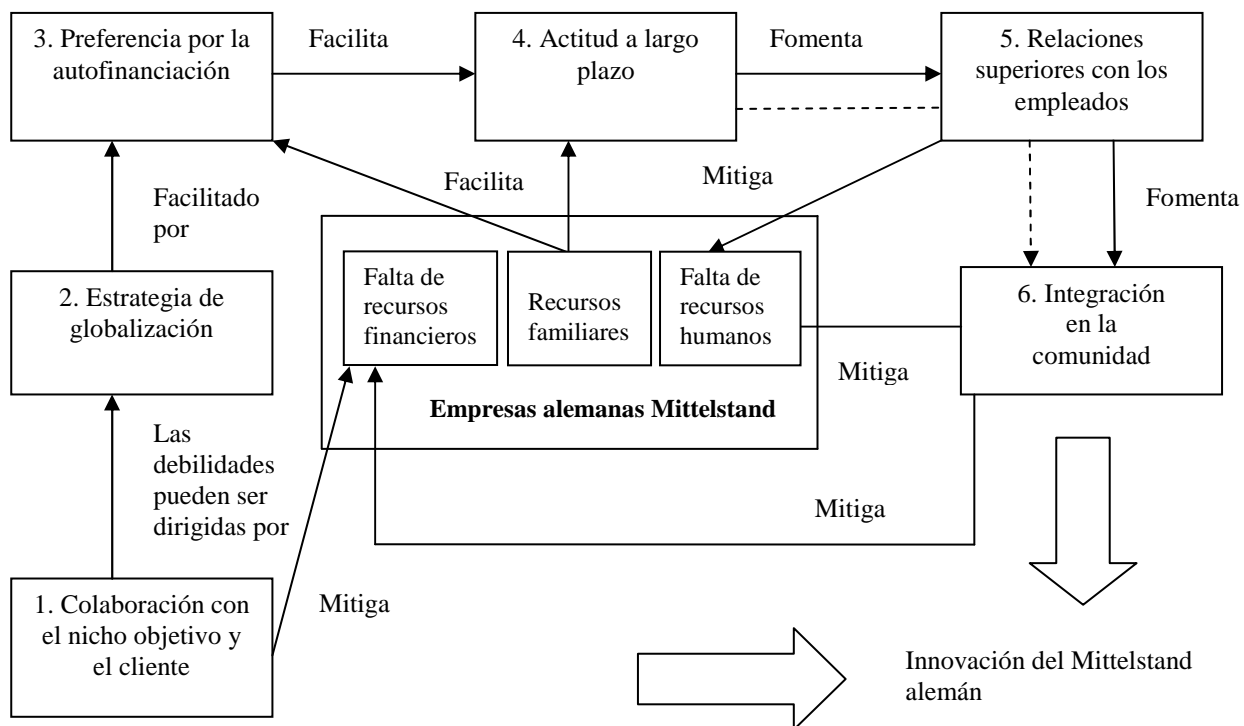 3. Preferencia por la
autofinanciación
Facilita
4. Actitud a largo
plazo
Fomenta
5. Relaciones
superiores con los
empleados
Facilitado
por
Facilita
Mitiga
Fomenta
2. Estrategia de
globalización
Falta de
recursos
financieros
Recursos
familiares
Falta de
recursos
humanos
6. Integración
en la
comunidad
Mitiga
Empresas alemanas Mittelstand
Las
debilidades
pueden ser
dirigidas por
Mitiga
1. Colaboración con
el nicho objetivo y
el cliente
Mitiga
Innovación del Mittelstand
alemán